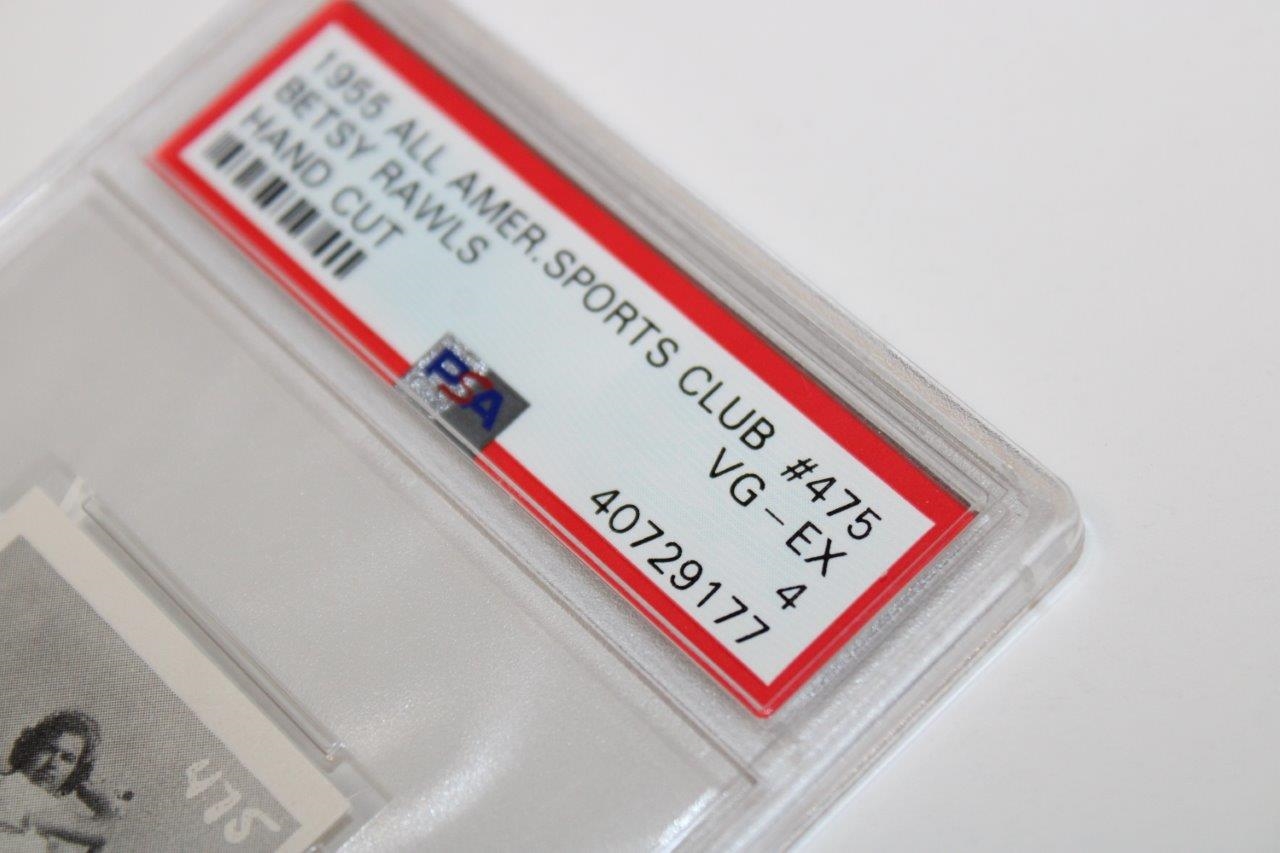 1955 ALL AMER.SPORTS CLUB #475
BETSY RAWLS VG-EX
HAND CUT 4
40729177
PSA
475